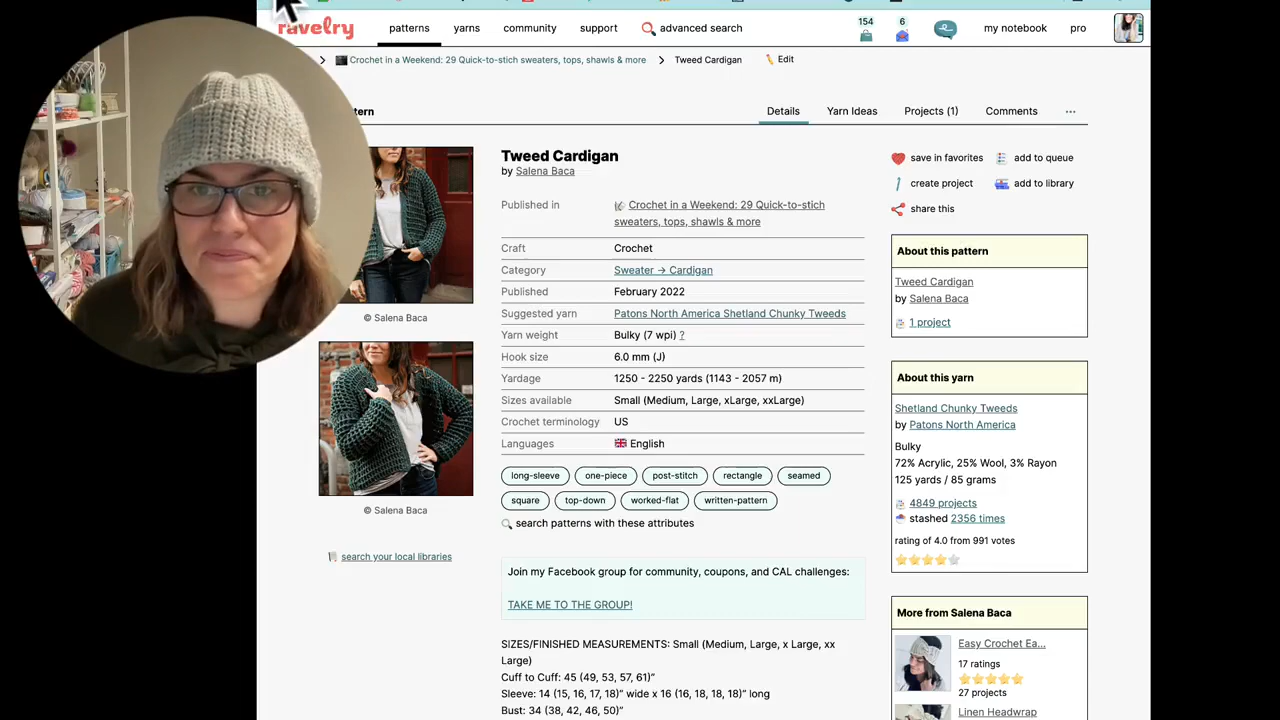 ravelry
patterns
yarns
community
support
advanced search
154
6
my notebook
pro
Crochet in a Weekend: 29 Quick-to-stich sweaters, tops, shawls & more
Tweed Cardigan
Edit
Details
Yarn Ideas
Projects (1)
Comments
Tweed Cardigan
by Salena Baca
Published in
Crochet in a Weekend: 29 Quick-to-stich
sweaters, tops, shawls & more
Craft
Crochet
Category
Sweater → Cardigan
Published
February 2022
Suggested yarn
Patons North America Shetland Chunky Tweeds
Yarn weight
Bulky (7 wpi) ?
Hook size
6.0 mm (J)
Yardage
1250 - 2250 yards (1143 - 2057 m)
Sizes available
Small (Medium, Large, xLarge, xxLarge)
Crochet terminology
US
Languages
English
long-sleeve
one-piece
post-stitch
rectangle
seamed
square
top-down
worked-flat
written-pattern
search patterns with these attributes
Join my Facebook group for community, coupons, and CAL challenges:
TAKE ME TO THE GROUP!
SIZES/FINISHED MEASUREMENTS: Small (Medium, Large, x Large, xx
Large)
Cuff to Cuff: 45 (49, 53, 57, 61)”
Sleeve: 14 (15, 16, 17, 18)” wide x 16 (16, 18, 18, 18)” long
Bust: 34 (38, 42, 46, 50)”
© Salena Baca
© Salena Baca
search your local libraries
save in favorites
add to queue
create project
add to library
share this
About this pattern
Tweed Cardigan
by Salena Baca
1 project
About this yarn
Shetland Chunky Tweeds
by Patons North America
Bulky
72% Acrylic, 25% Wool, 3% Rayon
125 yards / 85 grams
4849 projects
stashed 2356 times
rating of 4.0 from 991 votes
More from Salena Baca
Easy Crochet Ea...
17 ratings
27 projects
Linen Headwrap